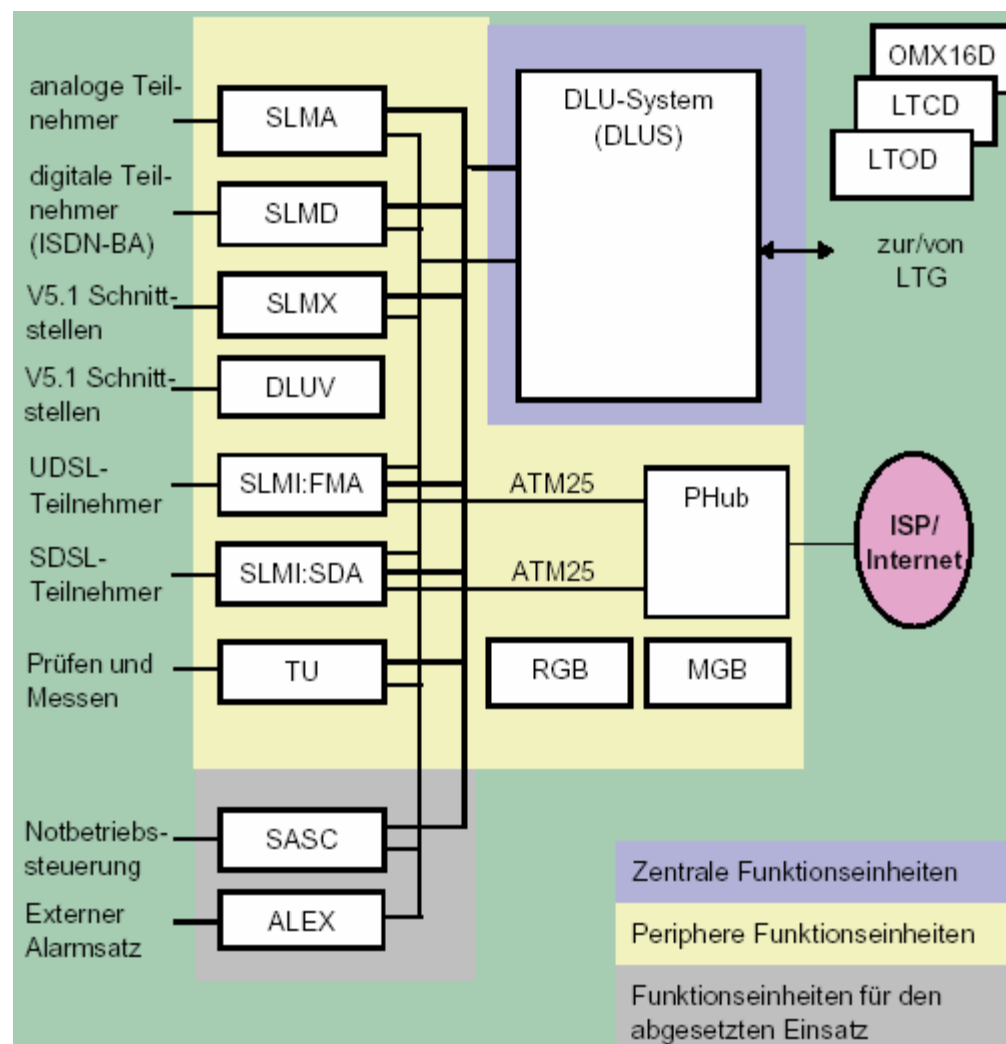 analoge Teil-
nehmer
SLMA
digitale Teil-
nehmer
(ISDN-BA)
SLMD
V5.1 Schnitt-
stellen
SLMX
V5.1 Schnitt-
stellen
DLUV
UDSL-
Teilnehmer
SLMI:FMA
SDSL-
Teilnehmer
SLMI:SDA
Prüfen und
Messen
TU
Notbetriebs-
steuerung
SASC
Externer
Alarmsatz
ALEX
DLU-System
(DLUS)
OMX16D
LTCD
LTOD
zur/von
LTG
ATM25
ATM25
PHub
ISP/
Internet
RGB
MGB
Zentrale Funktionseinheiten
Periphere Funktionseinheiten
Funktionseinheiten für den
abgesetzten Einsatz